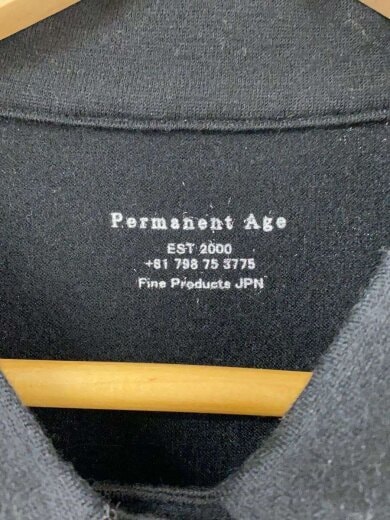 Permanent Age
EST 2000
+81 798 75 3775
Fine Products JPN